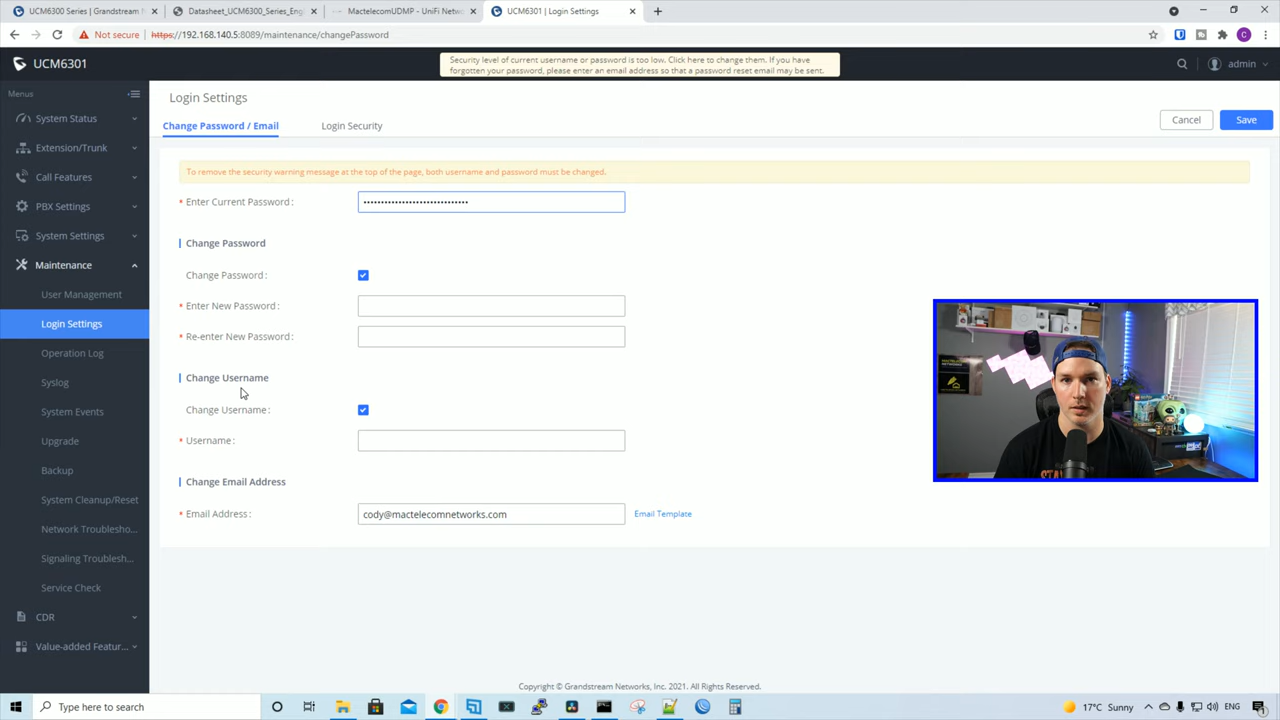 UCM6300 Series | Grandstream
Datasheet_UCM6300_Series_Eng
MactelecomUDMP - UniFi Netw
UCM6301 | Login Settings
Not secure
https://192.168.140.5:8089/maintenance/changePassword
UCM6301
Security level of current username or password is too low. Click here to change them. If you have
forgotten your password, please enter an email address so that a password reset email may be sent.
admin
Menus
System Status
Extension/Trunk
Call Features
PBX Settings
System Settings
Maintenance
User Management
Login Settings
Operation Log
Syslog
System Events
Upgrade
Backup
System Cleanup/Reset
Network Troublesho...
Signaling Troublesh...
Service Check
CDR
Value-added Featur...
Login Settings
Change Password / Email
Login Security
Cancel
Save
To remove the security warning message at the top of the page, both username and password must be changed.
* Enter Current Password :
Change Password
Change Password :
* Enter New Password :
* Re-enter New Password :
Change Username
Change Username :
* Username :
Change Email Address
* Email Address :
cody@mactelecomnetworks.com
Email Template
Copyright © Grandstream Networks, Inc. 2021. All Rights Reserved.
Type here to search
17°C Sunny
ENG